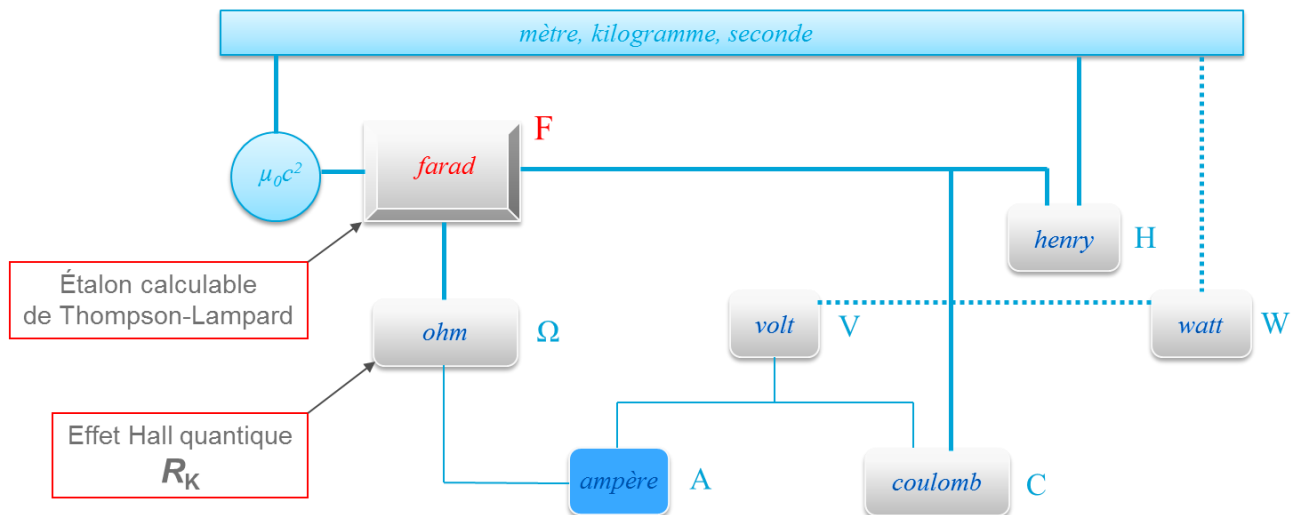 mètre, kilogramme, seconde
F
µ₀c²
farad
henry
H
Étalon calculable
de Thompson-Lampard
ohm
Ω
volt
V
watt
W
Effet Hall quantique
R_K
ampère
A
coulomb
C